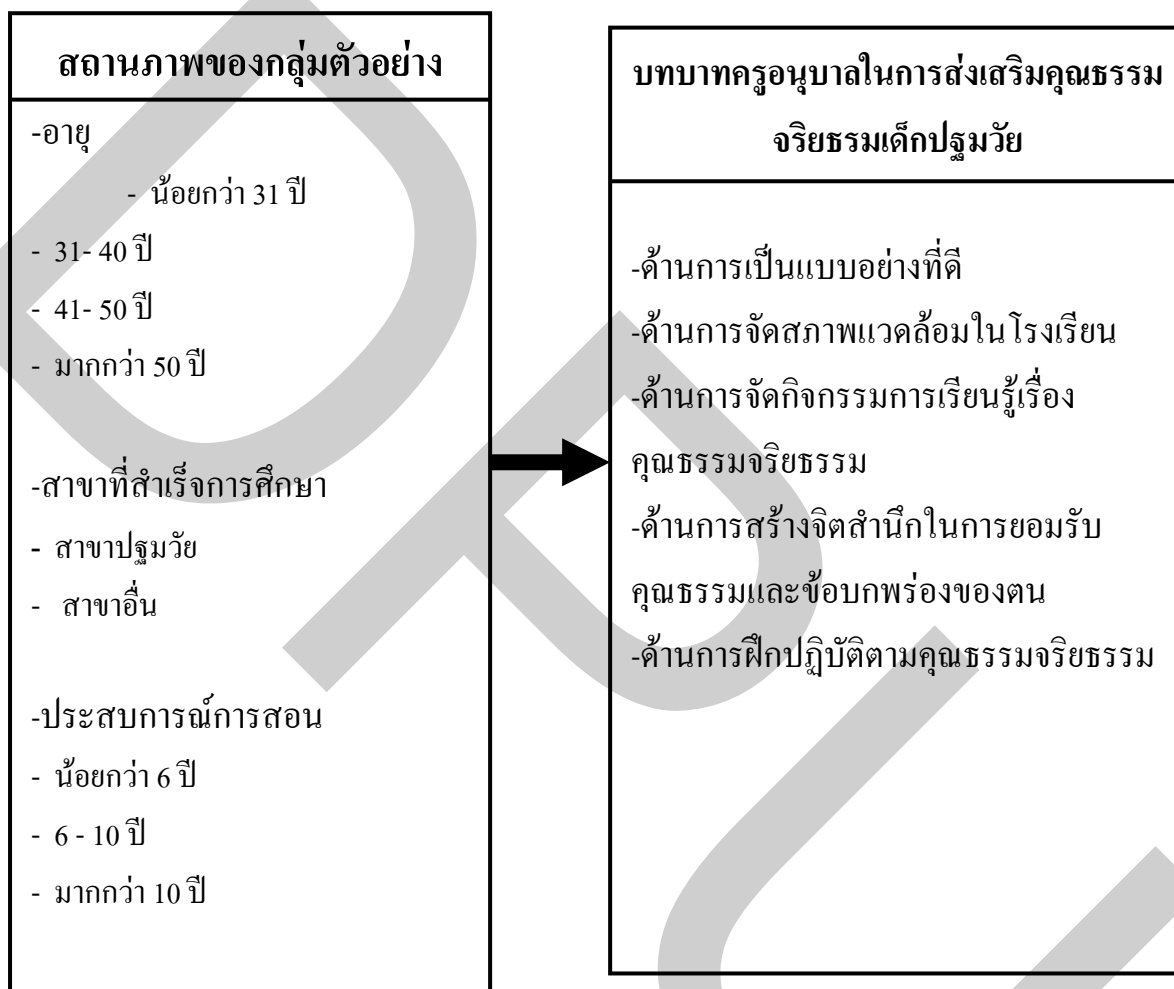 สถานภาพของกลุ่มตัวอย่าง
-อายุ
- น้อยกว่า 31 ปี
- 31- 40 ปี
- 41- 50 ปี
- มากกว่า 50 ปี
-สาขาที่สำเร็จการศึกษา
- สาขาปฐมวัย
- สาขาอื่น
-ประสบการณ์การสอน
- น้อยกว่า 6 ปี
- 6 - 10 ปี
- มากกว่า 10 ปี
บทบาทครูอนุบาลในการส่งเสริมคุณธรรม
จริยธรรมเด็กปฐมวัย
-ด้านการเป็นแบบอย่างที่ดี
-ด้านการจัดสภาพแวดล้อมในโรงเรียน
-ด้านการจัดกิจกรรมการเรียนรู้เรื่อง
คุณธรรมจริยธรรม
-ด้านการสร้างจิตสำนึกในการยอมรับ
คุณธรรมและข้อบกพร่องของตน
-ด้านการฝึกปฏิบัติตามคุณธรรมจริยธรรม